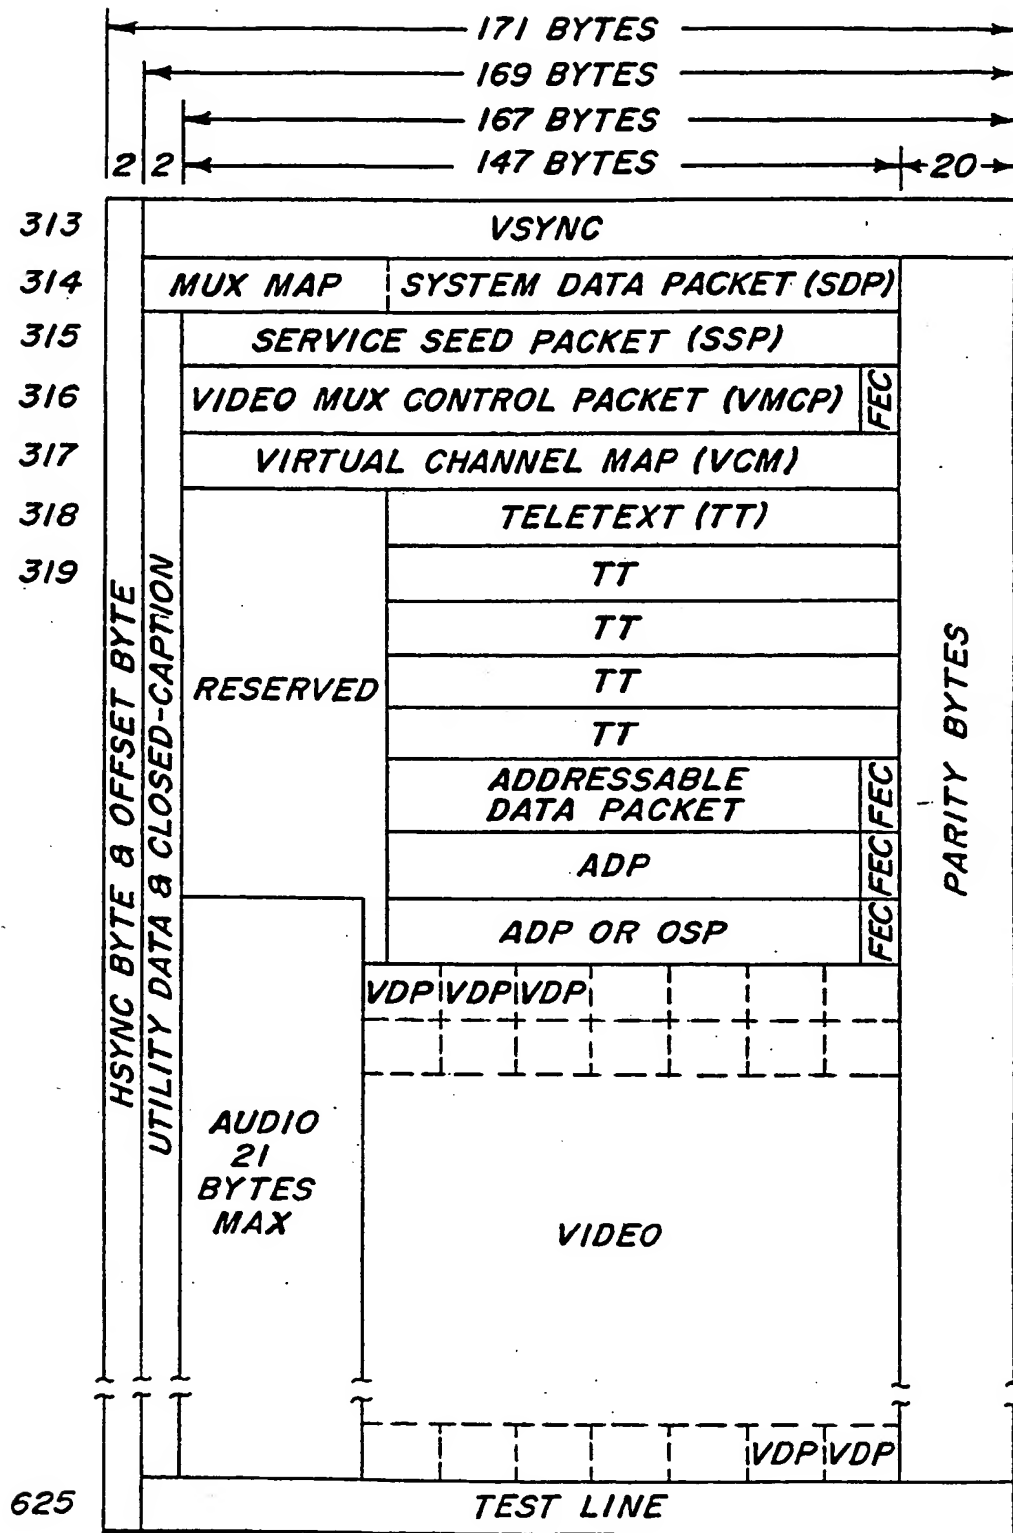 171 BYTES
169 BYTES
167 BYTES
2 2 147 BYTES 20
313 VSYNC
314 MUX MAP SYSTEM DATA PACKET (SDP)
315 SERVICE SEED PACKET (SSP)
316 VIDEO MUX CONTROL PACKET (VMCP) FEC
317 VIRTUAL CHANNEL MAP (VCM)
318 TELETEXT (TT)
319 TT
TT
TT
TT
RESERVED
ADDRESSABLE
DATA PACKET
FEC
ADP
FEC
ADP OR OSP
FEC
HSYNC BYTE & OFFSET BYTE
UTILITY DATA & CLOSED-CAPTION
PARITY BYTES
VDP VDP VDP
AUDIO
21
BYTES
MAX
VIDEO
VDP VDP
625 TEST LINE